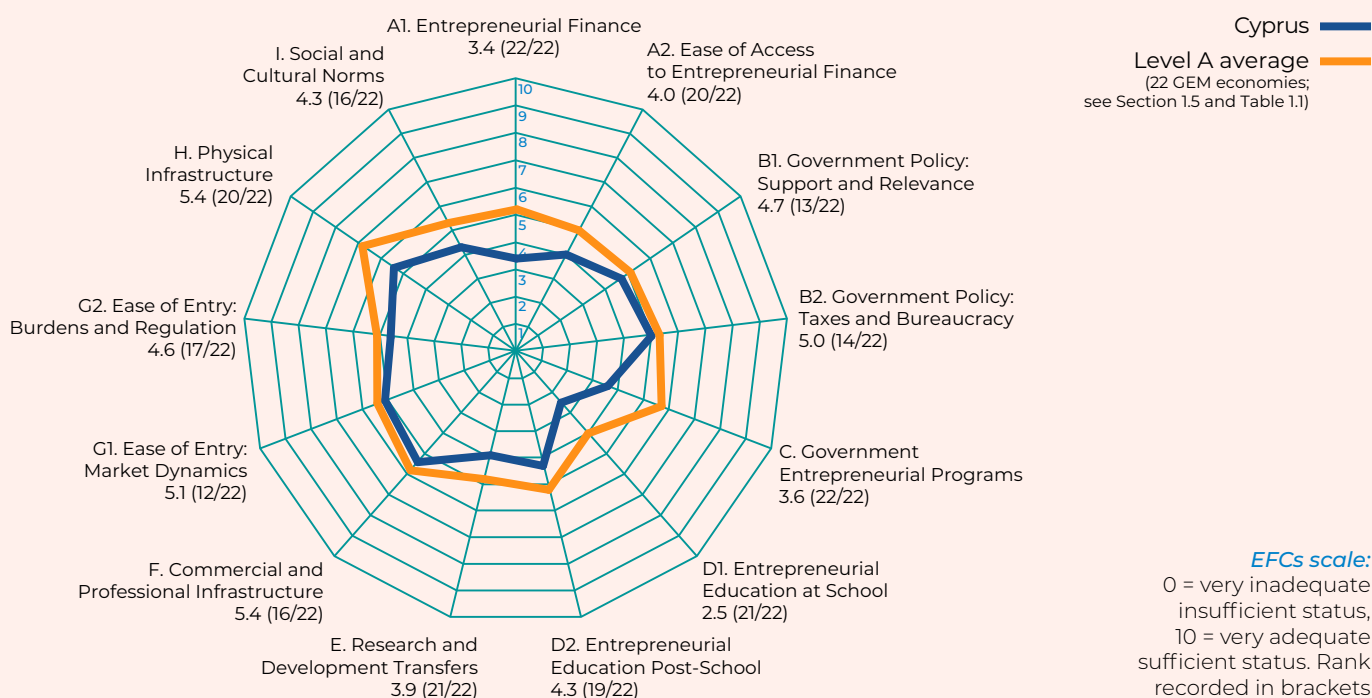 A1. Entrepreneurial Finance
3.4 (22/22)
A2. Ease of Access
to Entrepreneurial Finance
4.0 (20/22)
B1. Government Policy:
Support and Relevance
4.7 (13/22)
B2. Government Policy:
Taxes and Bureaucracy
5.0 (14/22)
C. Government
Entrepreneurial Programs
3.6 (22/22)
D1. Entrepreneurial
Education at School
2.5 (21/22)
D2. Entrepreneurial
Education Post-School
4.3 (19/22)
E. Research and
Development Transfers
3.9 (21/22)
F. Commercial and
Professional Infrastructure
5.4 (16/22)
G1. Ease of Entry:
Market Dynamics
5.1 (12/22)
G2. Ease of Entry:
Burdens and Regulation
4.6 (17/22)
H. Physical
Infrastructure
5.4 (20/22)
I. Social and
Cultural Norms
4.3 (16/22)
10
9
8
7
6
5
4
3
2
1
Cyprus
Level A average
(22 GEM economies;
see Section 1.5 and Table 1.1)
EFCs scale:
0 = very inadequate
insufficient status,
10 = very adequate
sufficient status. Rank
recorded in brackets